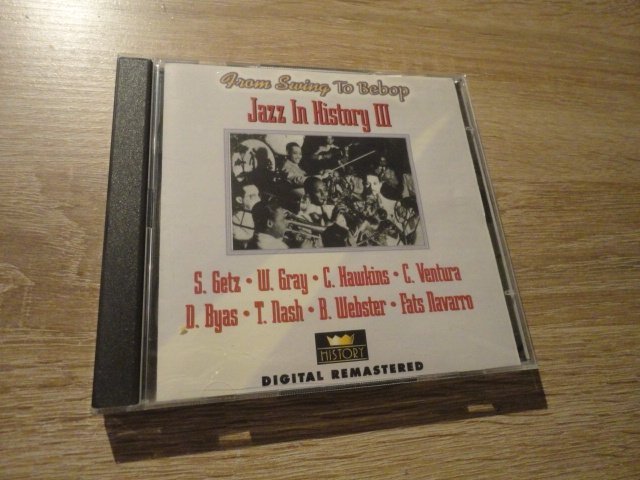 From Swing To Bebop
Jazz In History III
S. Getz • W. Gray • C. Hawkins • C. Ventura
D. Byas • T. Nash • B. Webster • Fats Navarro
HISTORY
DIGITAL REMASTERED